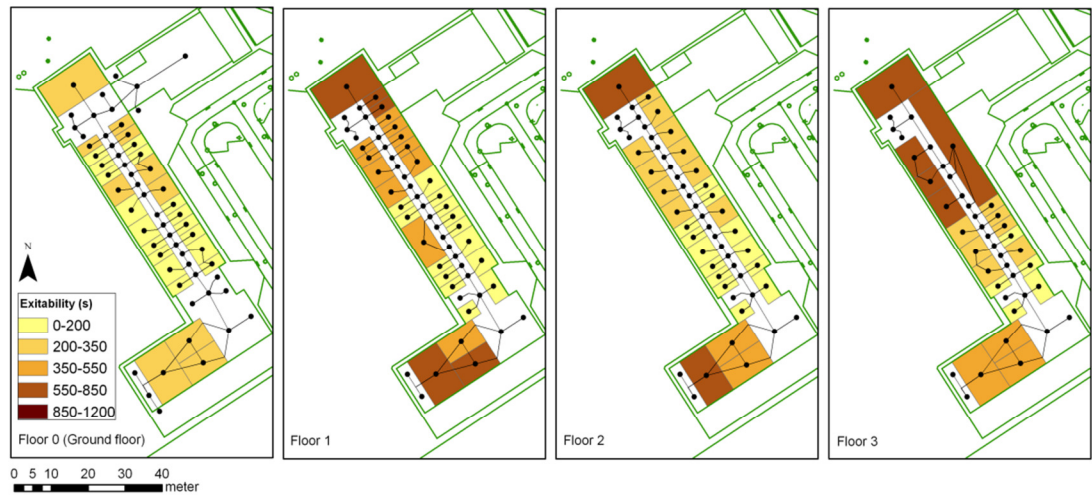 N
Exitability (s)
0-200
200-350
350-550
550-850
850-1200
Floor 0 (Ground floor)
Floor 1
Floor 2
Floor 3
0 5 10 20 30 40
meter